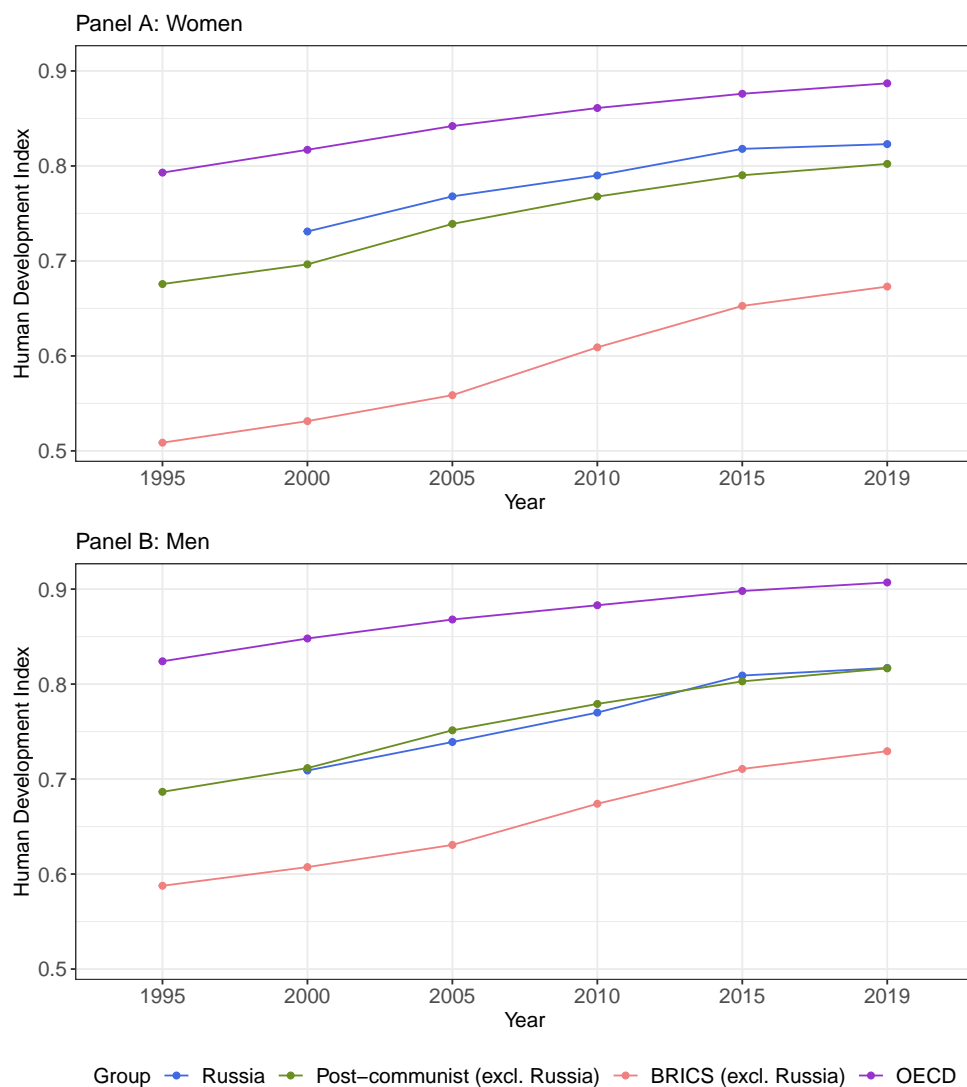 Panel A: Women
0.9
0.8
0.7
0.6
0.5
Human Development Index
1995 2000 2005 2010 2015 2019
Year
Panel B: Men
0.9
0.8
0.7
0.6
0.5
Human Development Index
1995 2000 2005 2010 2015 2019
Year
Group Russia Post−communist (excl. Russia) BRICS (excl. Russia) OECD